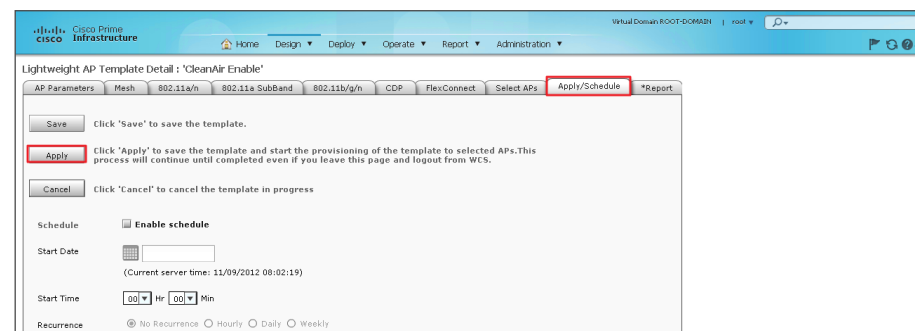 Virtual Domain ROOT-DOMAIN | root
Cisco Prime
CISCO Infrastructure
Home Design Deploy Operate Report Administration
Lightweight AP Template Detail : 'CleanAir Enable'
AP Parameters Mesh 802.11a/n 802.11a SubBand 802.11b/g/n CDP FlexConnect Select APs Apply/Schedule *Report
Save Click 'Save' to save the template.
Apply Click 'Apply' to save the template and start the provisioning of the template to selected APs.This
process will continue until completed even if you leave this page and logout from WCS.
Cancel Click 'Cancel' to cancel the template in progress
Schedule Enable schedule
Start Date
(Current server time: 11/09/2012 08:02:19)
Start Time 00 Hr 00 Min
Recurrence No Recurrence Hourly Daily Weekly